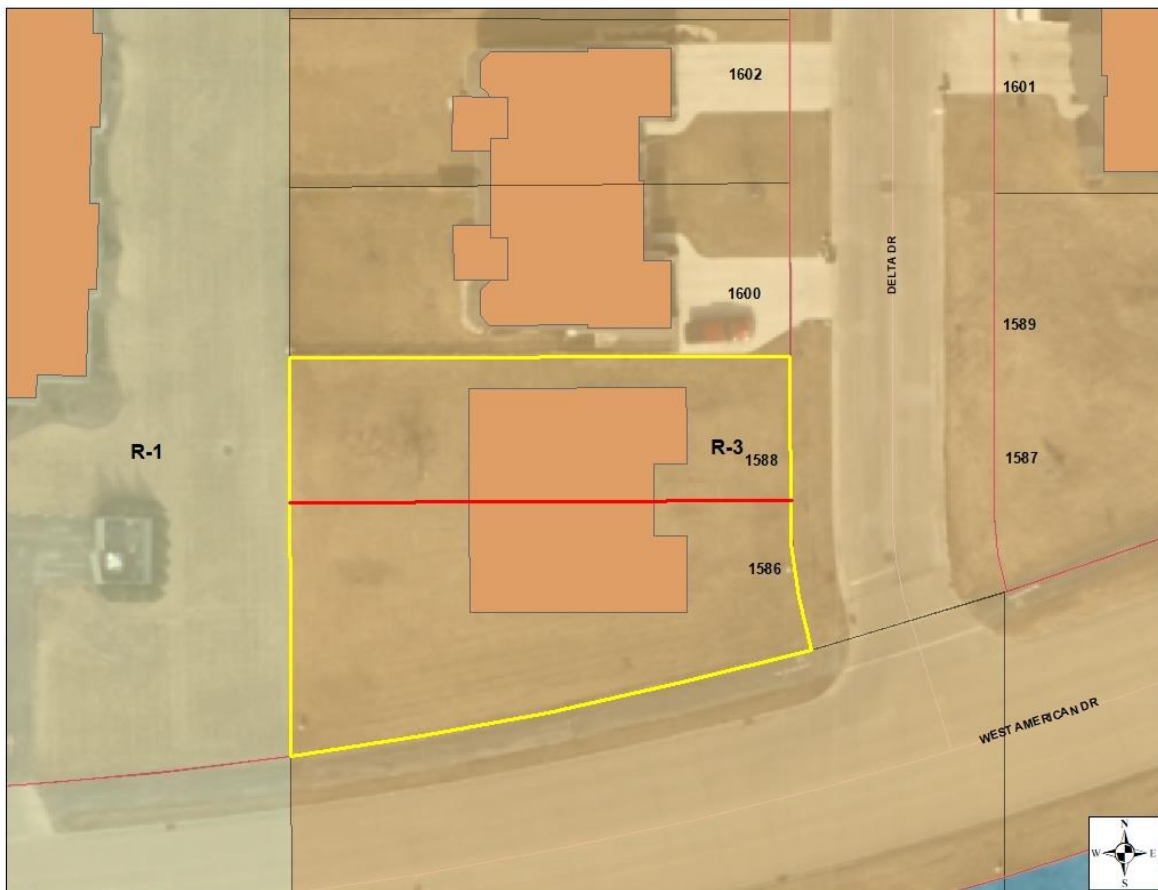 1602
1601
DELTA DR
1600
1589
R-1
R-3
1588
1587
1586
WEST AMERICAN DR
N
W E
S